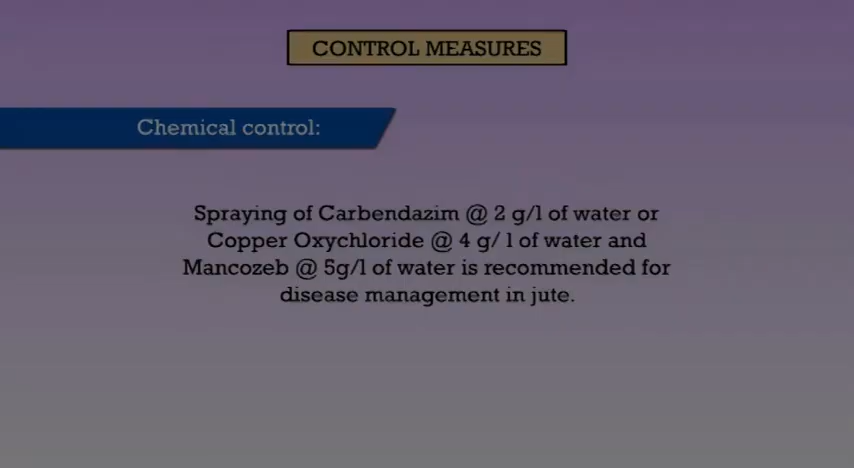 CONTROL MEASURES
Chemical control:
Spraying of Carbendazim @ 2 g/l of water or
Copper Oxychloride @ 4 g/ l of water and
Mancozeb @ 5g/l of water is recommended for
disease management in jute.